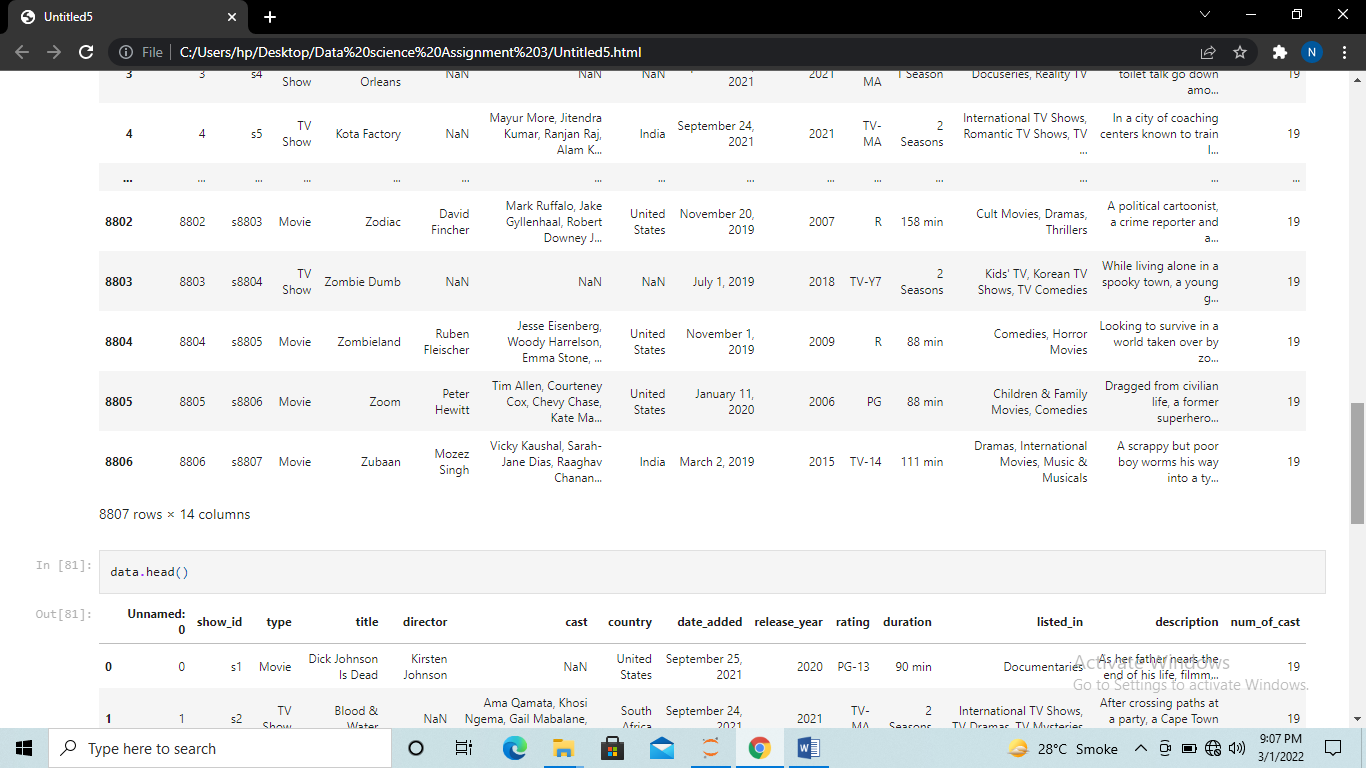 Untitled5
File C:/Users/hp/Desktop/Data%20science%20Assignment%203/Untitled5.html
N
3 3 s4 Show Orleans NaN NaN NaN 2021 2021 MA 1 Season Docuseries, Reality TV toilet talk go down amo... 19
4 4 s5 TV Show Kota Factory NaN Mayur More, Jitendra Kumar, Ranjan Raj, Alam K... India September 24, 2021 2021 TV-MA 2 Seasons International TV Shows, Romantic TV Shows, TV ... In a city of coaching centers known to train I... 19
... ... ... ... ... ... ... ... ... ... ... ... ... ... ...
8802 8802 s8803 Movie Zodiac David Fincher Mark Ruffalo, Jake Gyllenhaal, Robert Downey J... United States November 20, 2019 2007 R 158 min Cult Movies, Dramas, Thrillers A political cartoonist, a crime reporter and a... 19
8803 8803 s8804 TV Show Zombie Dumb NaN NaN NaN July 1, 2019 2018 TV-Y7 2 Seasons Kids' TV, Korean TV Shows, TV Comedies While living alone in a spooky town, a young g... 19
8804 8804 s8805 Movie Zombieland Ruben Fleischer Jesse Eisenberg, Woody Harrelson, Emma Stone, ... United States November 1, 2019 2009 R 88 min Comedies, Horror Movies Looking to survive in a world taken over by zo... 19
8805 8805 s8806 Movie Zoom Peter Hewitt Tim Allen, Courteney Cox, Chevy Chase, Kate Ma... United States January 11, 2020 2006 PG 88 min Children & Family Movies, Comedies Dragged from civilian life, a former superhero... 19
8806 8806 s8807 Movie Zubaan Mozez Singh Vicky Kaushal, Sarah-Jane Dias, Raaghav Chanan... India March 2, 2019 2015 TV-14 111 min Dramas, International Movies, Music & Musicals A scrappy but poor boy worms his way into a ty... 19
8807 rows × 14 columns
In [81]: data.head()
Out[81]:
Unnamed: 0 show_id type title director cast country date_added release_year rating duration listed_in description num_of_cast
0 0 s1 Movie Dick Johnson Is Dead Kirsten Johnson NaN United States September 25, 2021 2020 PG-13 90 min Documentaries As her father nears the end of his life, filmm... 19
1 1 s2 TV Show Blood & Water NaN Ama Qamata, Khosi Ngema, Gail Mabalane, South Africa September 24, 2021 2021 TV-MA 2 Seasons International TV Shows, TV Dramas, TV Mysteries After crossing paths at a party, a Cape Town 19
Activate Windows
Go to Settings to activate Windows.
Type here to search
28°C Smoke
9:07 PM
3/1/2022